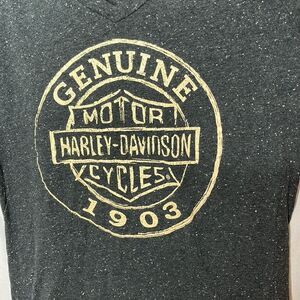 GENUINE
MOTOR
HARLEY-DAVIDSON
CYCLES
1903